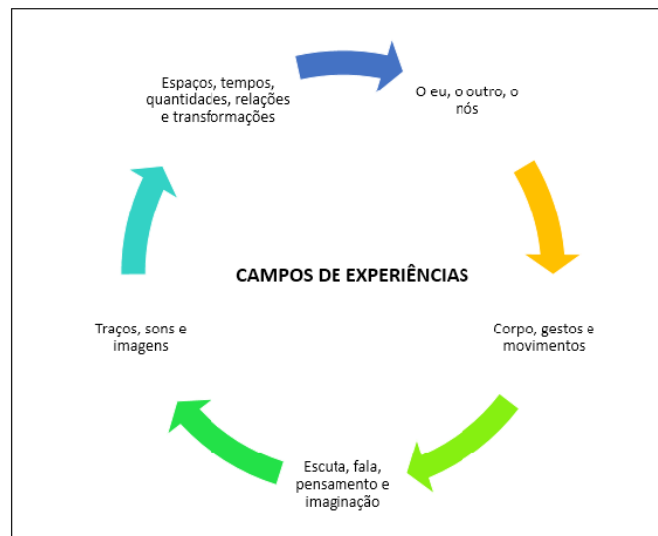 Espaços, tempos,
quantidades, relações
e transformações
O eu, o outro, o
nós
CAMPOS DE EXPERIÊNCIAS
Traços, sons e
imagens
Corpo, gestos e
movimentos
Escuta, fala,
pensamento e
imaginação